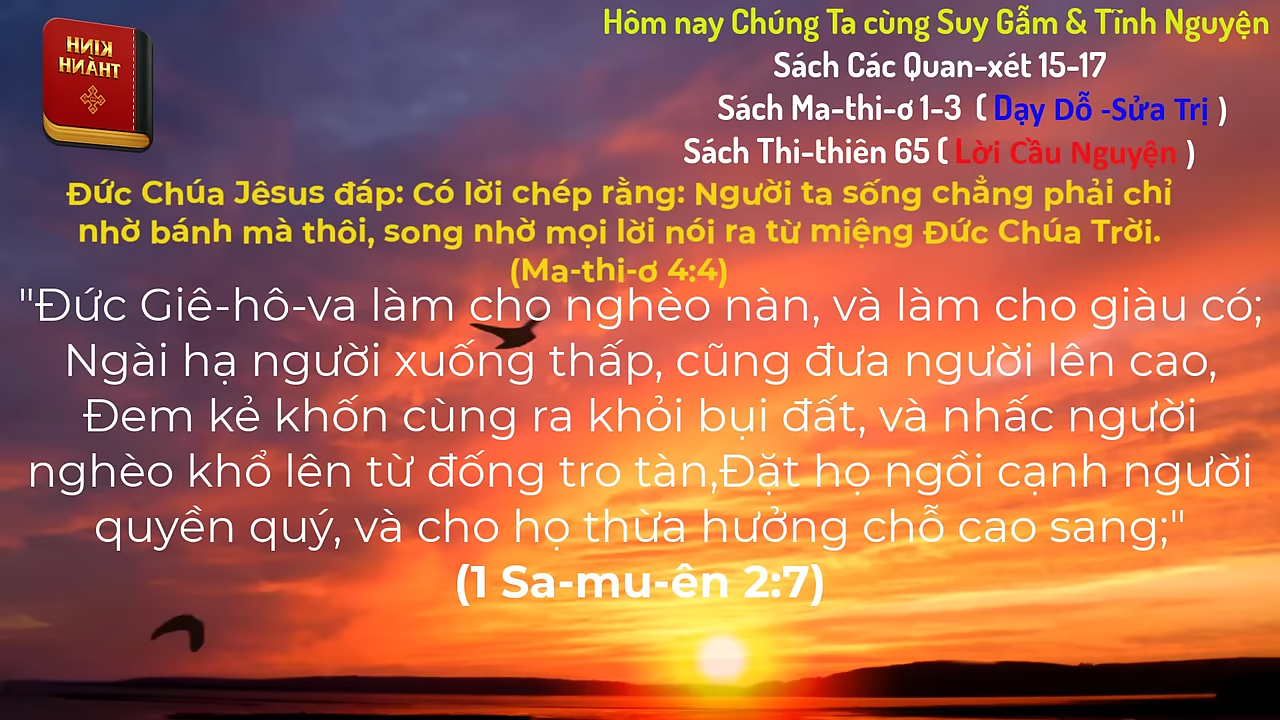 KINH
THÁNH
Hôm nay Chúng Ta cùng Suy Gẫm & Tĩnh Nguyện
Sách Các Quan-xét 15-17
Sách Ma-thi-ơ 1-3 ( Dạy Dỗ -Sửa Trị )
Sách Thi-thiên 65 ( Lời Cầu Nguyện )
Đức Chúa Jêsus đáp: Có lời chép rằng: Người ta sống chẳng phải chỉ
nhờ bánh mà thôi, song nhờ mọi lời nói ra từ miệng Đức Chúa Trời.
(Ma-thi-ơ 4:4)
"Đức Giê-hô-va làm cho nghèo nàn, và làm cho giàu có;
Ngài hạ người xuống thấp, cũng đưa người lên cao,
Đem kẻ khốn cùng ra khỏi bụi đất, và nhấc người
nghèo khổ lên từ đống tro tàn,Đặt họ ngồi cạnh người
quyền quý, và cho họ thừa hưởng chỗ cao sang;"
(1 Sa-mu-ên 2:7)